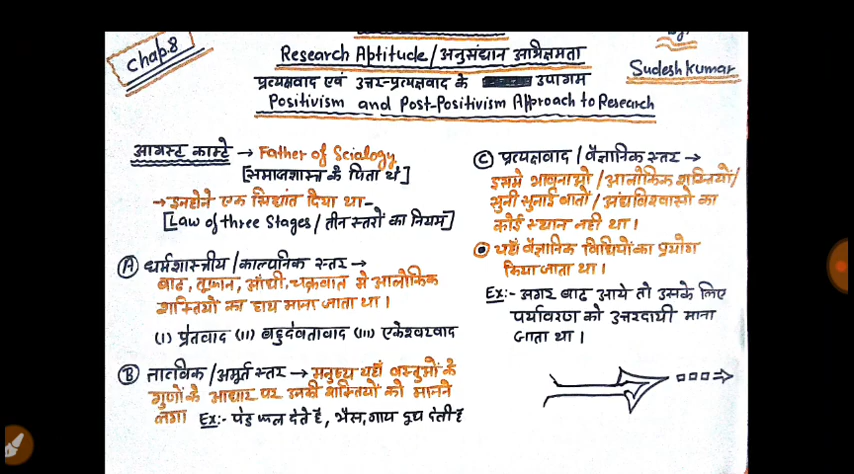 Chap.8
By:
Research Aptitude/अनुसंधान अभिक्षमता
Sudesh Kumar
प्रत्यक्षवाद एवं उत्तर-प्रत्यक्षवाद के उपागम
Positivism and Post-Positivism Approach to Research
आगस्ट काम्टे → Father of Scialogy
[समाजशास्त्र के पिता थे]
→ इन्होने एक सिद्धांत दिया था-
[Law of three Stages/तीन स्तरों का नियम]
Ⓐ धर्मशास्त्रीय/काल्पनिक स्तर →
बाढ, तूफान, आँधी, चक्रवात मे आलोकिक
शक्तियों का हाथ माना जाता था।
(I) प्रेतवाद (II) बहुदेवतावाद (III) एकेश्वरवाद
Ⓑ तात्विक/अमूर्त स्तर → मनुष्य यहाँ वस्तुओं के
गुणों के आधार पर उनकी शक्तियों को मानने
लगा Ex:- पेड फल देते है, भैंस, गाय दूध देती है
Ⓒ प्रत्यक्षवाद/वैज्ञानिक स्तर →
इसमे भावनाओ/आलोकिक शक्तियों/
सुनी सुनाई बातों/अंधविश्वासो का
कोई स्थान नही था।
यहाँ वैज्ञानिक विधियों का प्रयोग
किया जाता था।
Ex:- अगर बाढ आये तो उसके लिए
पर्यावरण को उत्तरदायी माना
जाता था।